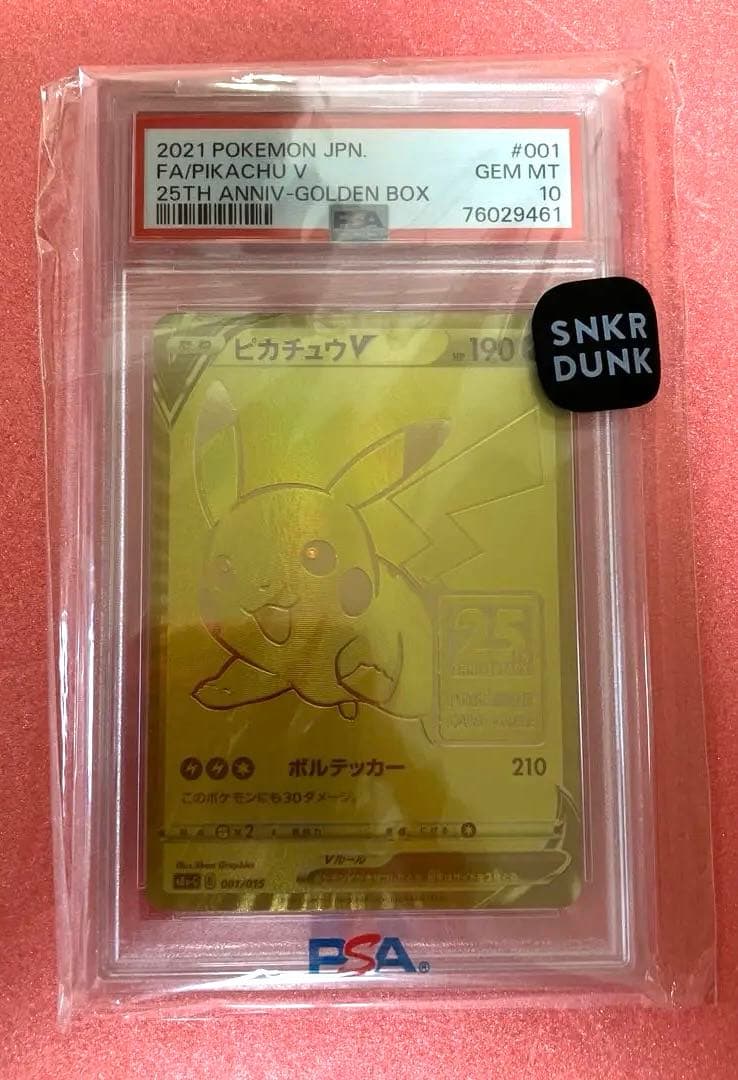 2021 POKEMON JPN. #001
FA/PIKACHU V GEM MT
25TH ANNIV-GOLDEN BOX 10
PSA 76029461
SNKR
DUNK
ピカチュウV HP 190
25
ボルテッカー 210
このポケモンにも30ダメージ。
×2
Vルール
001/015
PSA®